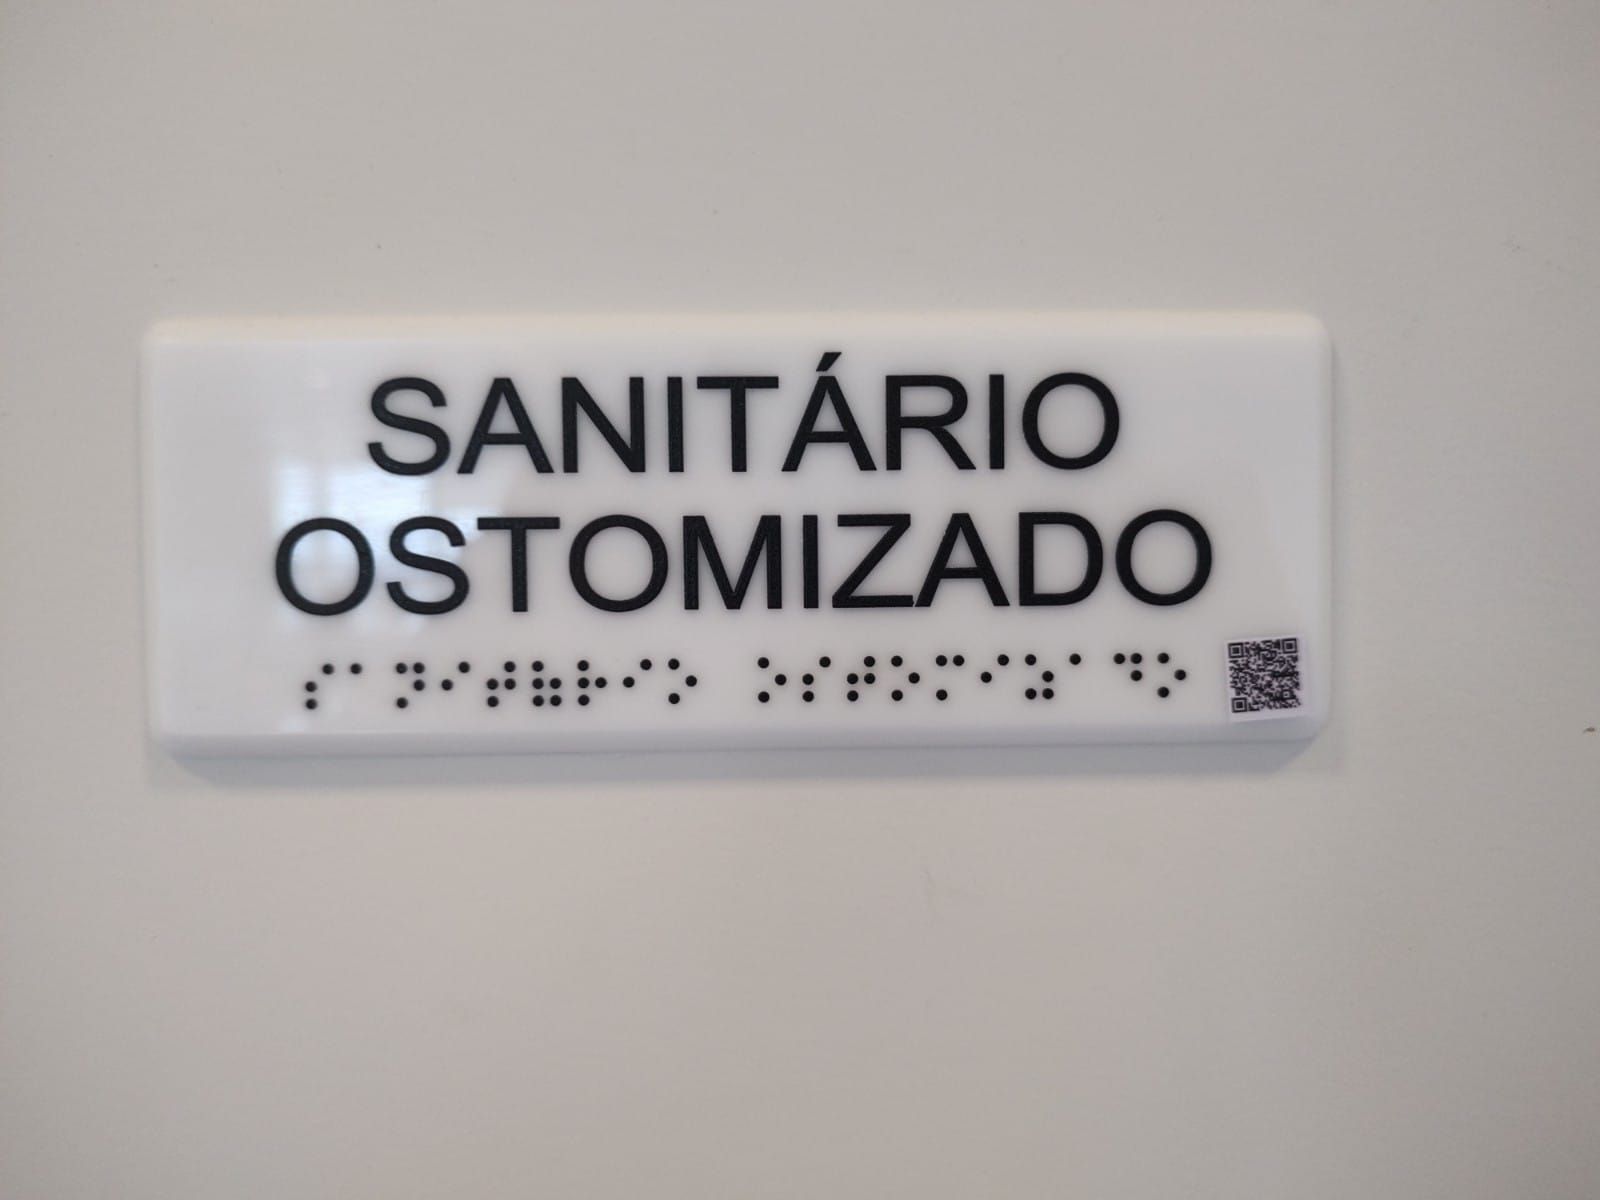 SANITÁRIO
OSTOMIZADO
⠎⠁⠝⠊⠞⠷⠗⠊⠕ ⠕⠎⠞⠕⠍⠊⠵⠁⠙⠕